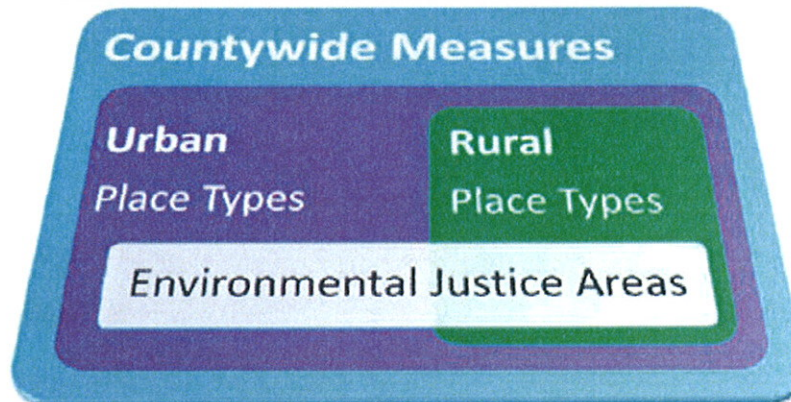 Countywide Measures
Urban
Place Types
Rural
Place Types
Environmental Justice Areas